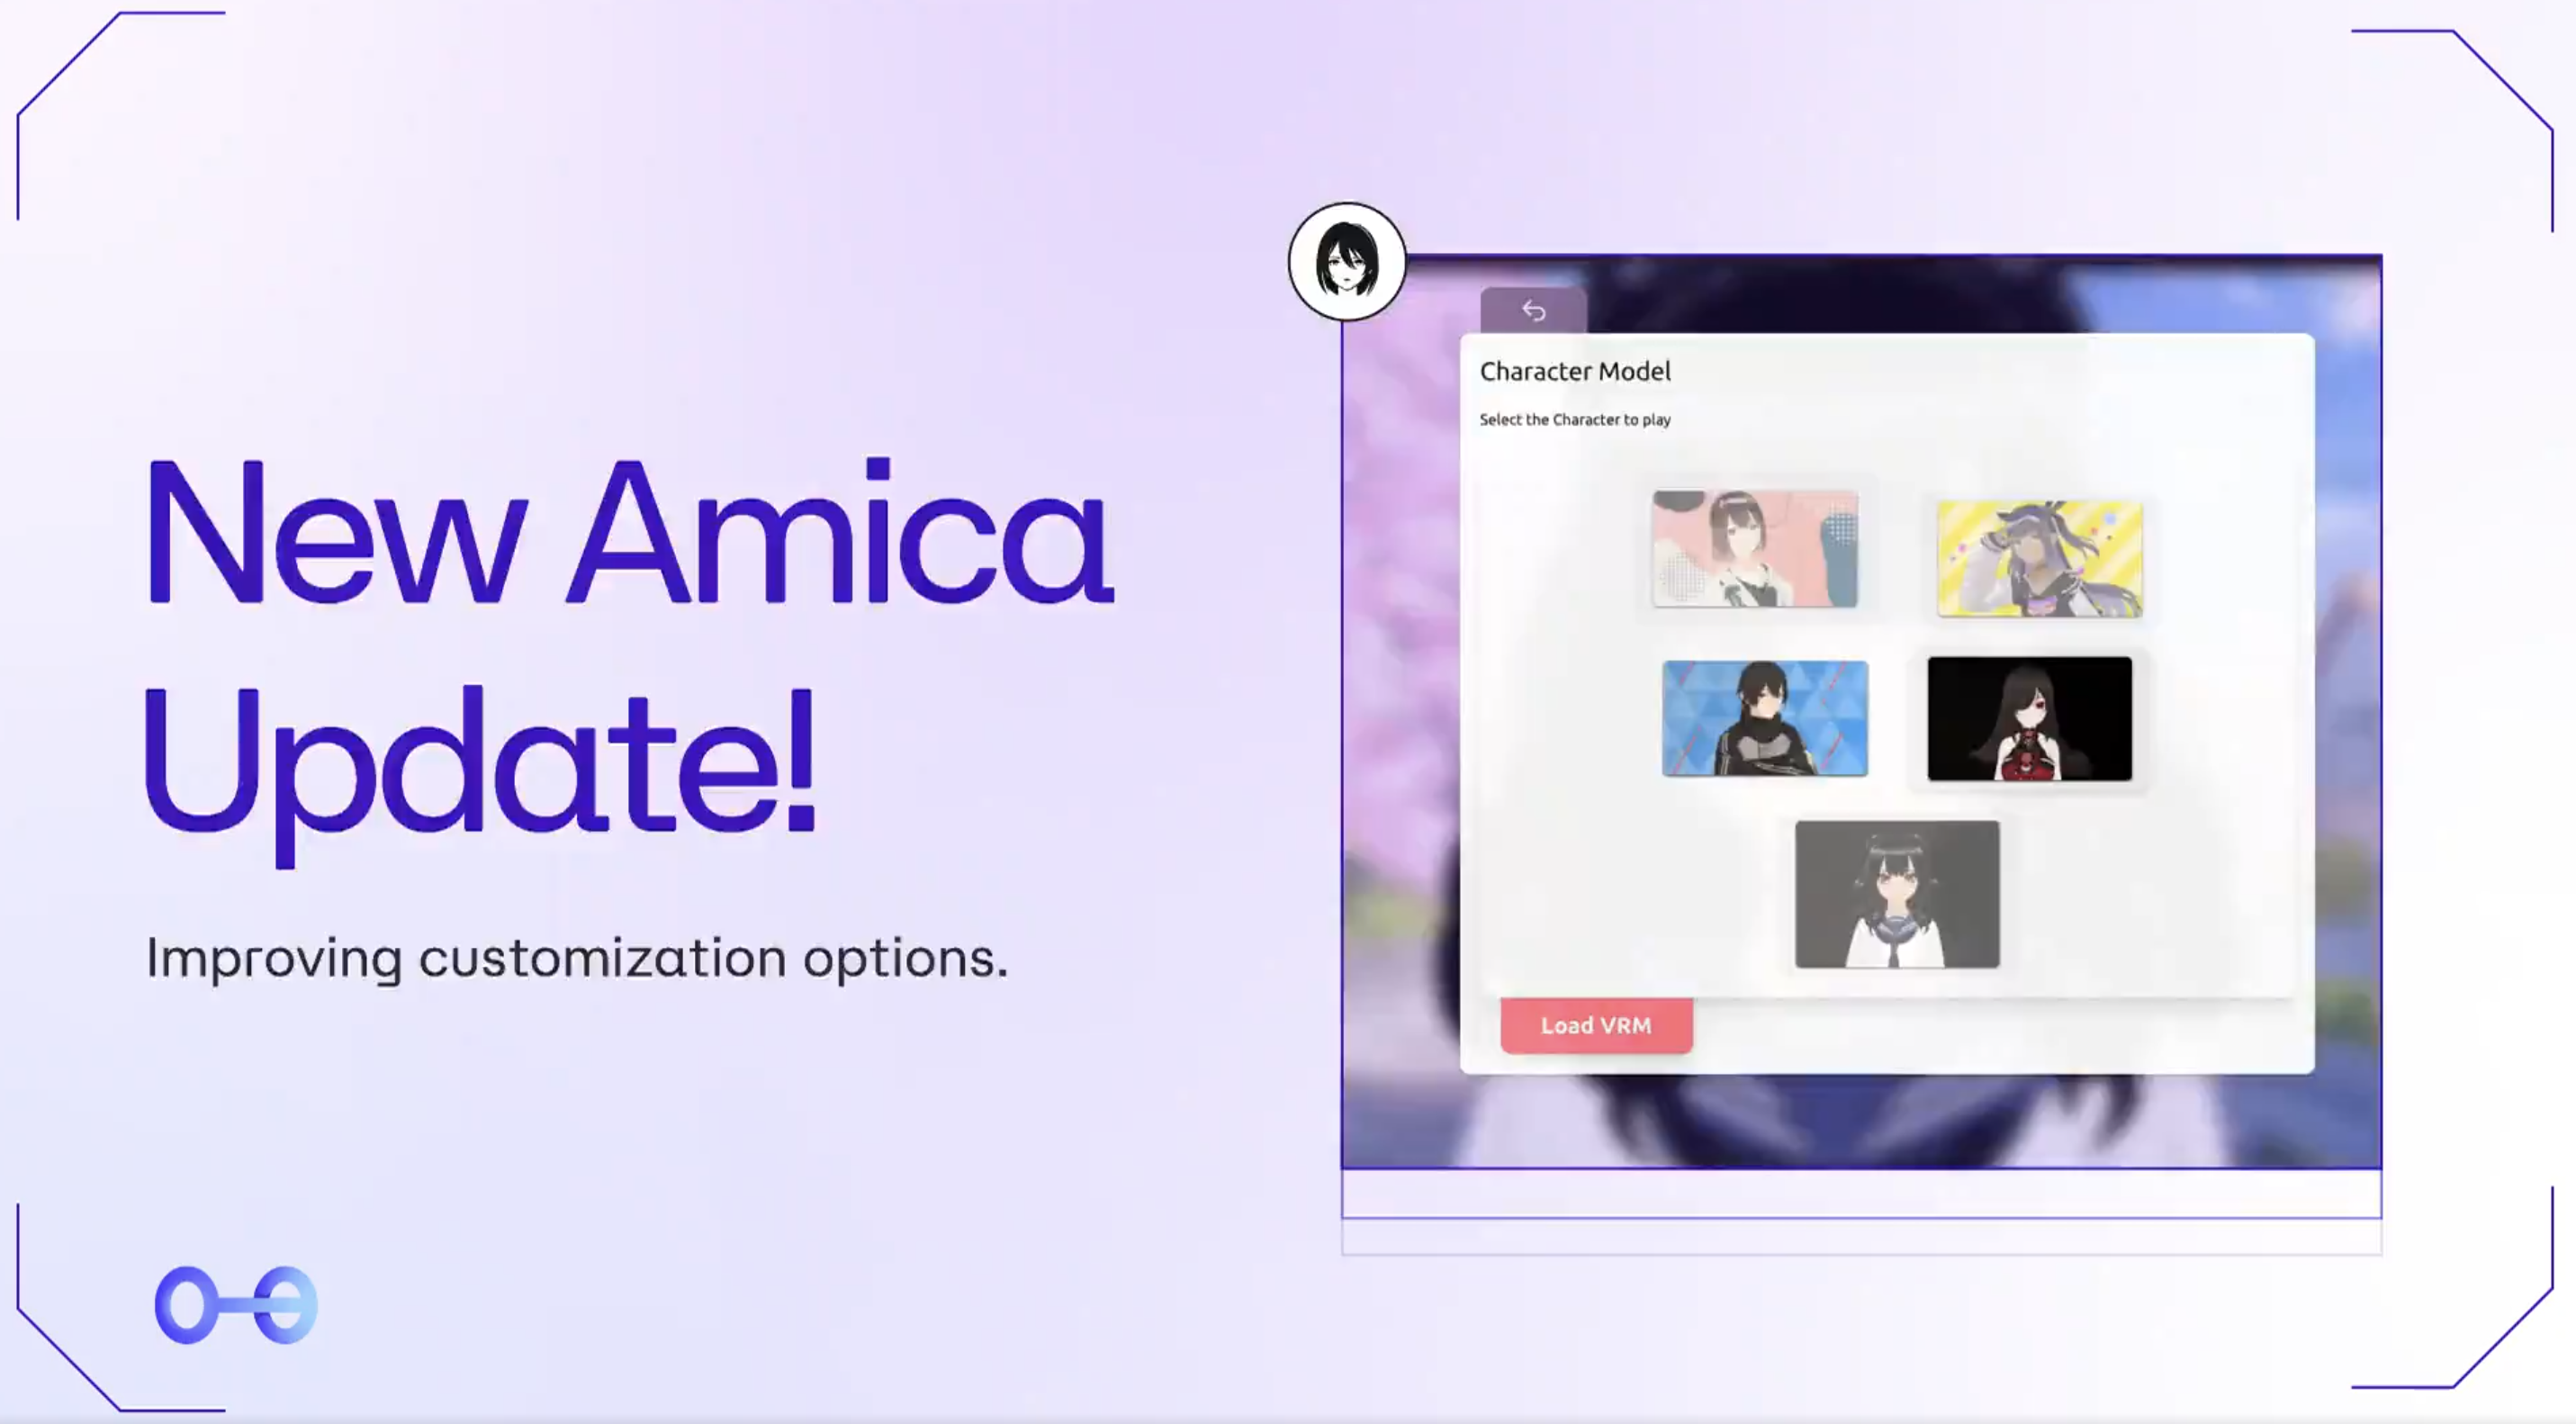 New Amica
Update!
Improving customization options.
Character Model
Select the Character to play
Load VRM